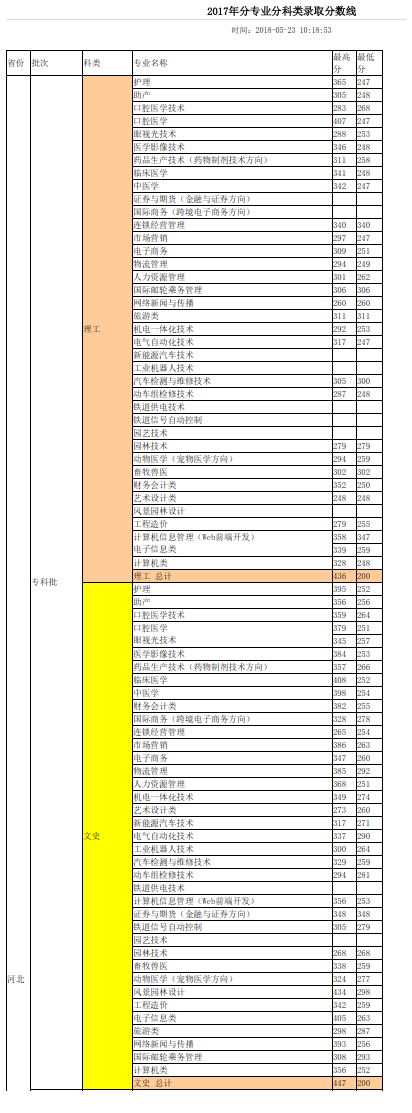 2017年分专业分科类录取分数线
时间：2018-05-23 10:18:53
省份 批次 科类 专业名称 最高分 最低分
护理 365 247
助产 305 248
口腔医学技术 283 268
口腔医学 407 247
眼视光技术 288 253
医学影像技术 346 248
药品生产技术（药物制剂技术方向） 311 258
临床医学 341 248
中医学 342 247
证券与期货（金融与证券方向）
国际商务（跨境电子商务方向）
连锁经营管理 340 340
市场营销 297 247
电子商务 309 251
物流管理 294 249
人力资源管理 301 262
国际邮轮乘务管理 306 306
网络新闻与传播 260 260
旅游类 311 311
理工 机电一体化技术 292 253
电气自动化技术 317 247
新能源汽车技术
工业机器人技术
汽车检测与维修技术 305 300
动车组检修技术 287 248
铁道供电技术
铁道信号自动控制
园艺技术
园林技术 279 279
动物医学（宠物医学方向） 294 259
畜牧兽医 302 302
财务会计类 352 250
艺术设计类 248 248
风景园林设计
工程造价 279 255
计算机信息管理（Web前端开发） 358 347
电子信息类 339 259
计算机类 328 248
理工 总计 436 200
专科批
护理 395 252
助产 356 256
口腔医学技术 359 264
口腔医学 379 251
眼视光技术 345 257
医学影像技术 384 253
药品生产技术（药物制剂技术方向） 357 266
临床医学 408 252
中医学 398 254
财务会计类 382 255
国际商务（跨境电子商务方向） 328 278
连锁经营管理 265 254
市场营销 386 263
电子商务 347 260
物流管理 385 292
人力资源管理 368 251
机电一体化技术 349 274
艺术设计类 273 260
新能源汽车技术 317 271
文史 电气自动化技术 337 290
工业机器人技术 300 264
汽车检测与维修技术 329 259
动车组检修技术 294 281
铁道供电技术
计算机信息管理（Web前端开发） 356 253
证券与期货（金融与证券方向） 348 348
铁道信号自动控制 305 279
园艺技术
园林技术 268 268
畜牧兽医 338 259
河北 动物医学（宠物医学方向） 324 277
风景园林设计 434 298
工程造价 342 259
电子信息类 405 263
旅游类 298 287
网络新闻与传播 393 256
国际邮轮乘务管理 308 293
计算机类 356 252
文史 总计 447 200